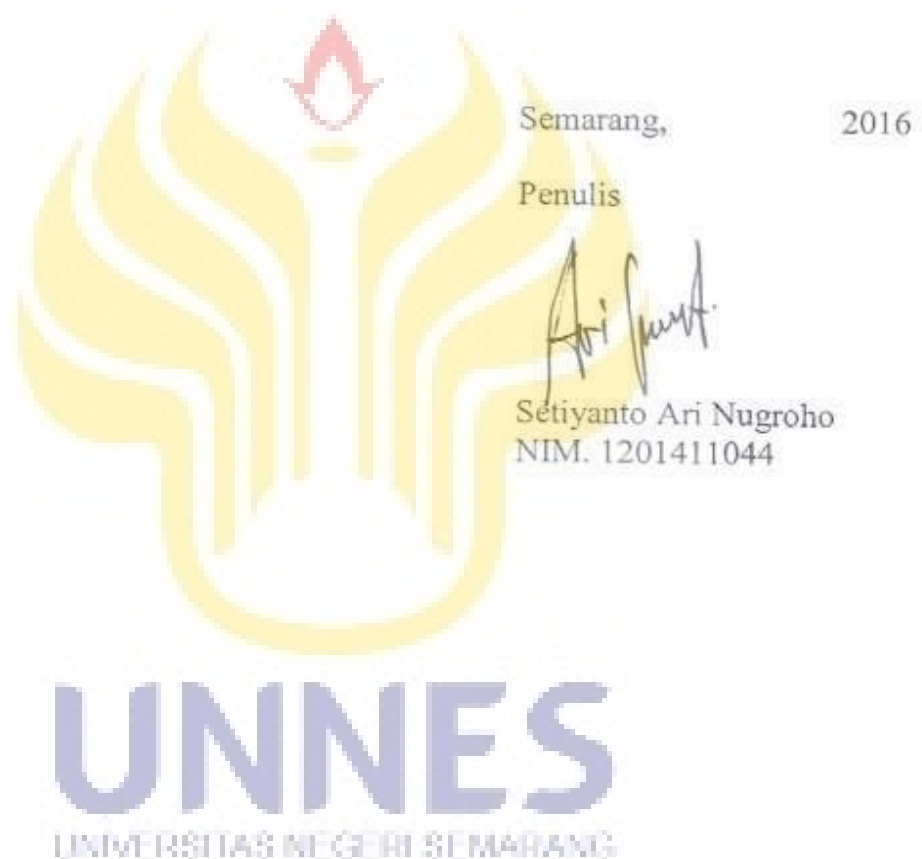 Semarang, 2016
Penulis
Setiyanto Ari Nugroho
NIM. 1201411044
UNNES
UNIVERSITAS NEGERI SEMARANG